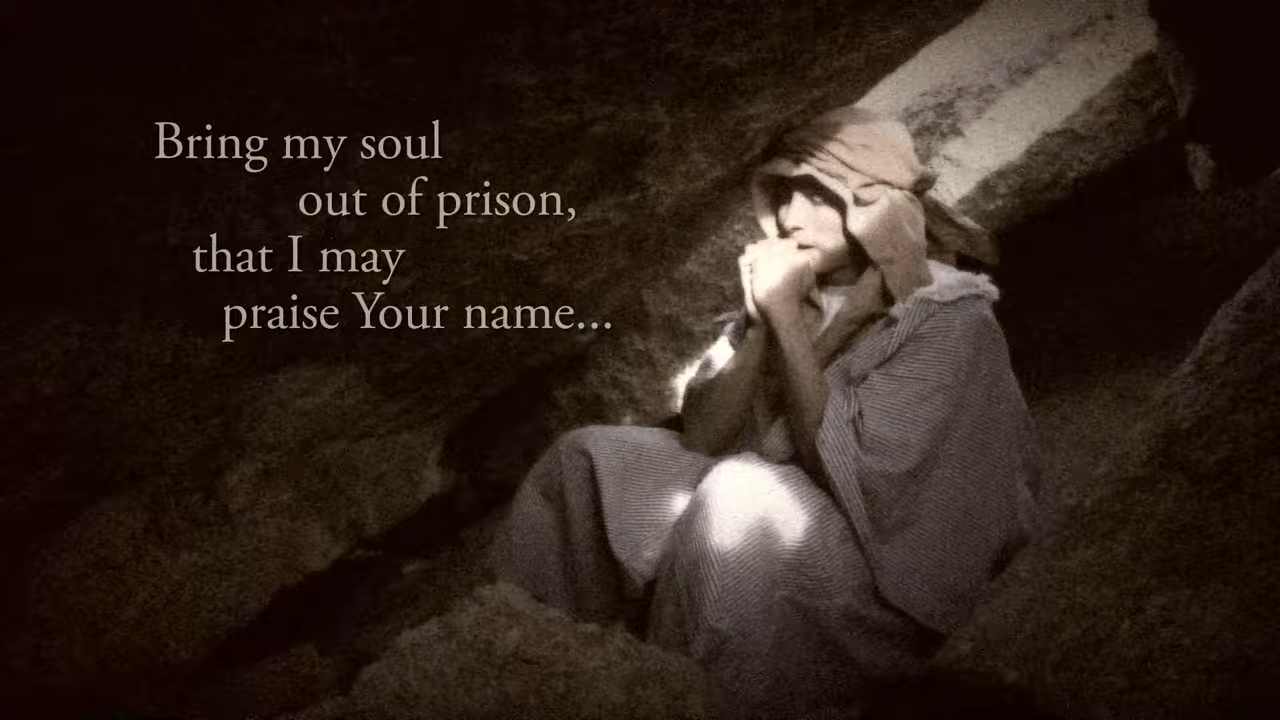 Bring my soul
out of prison,
that I may
praise Your name...